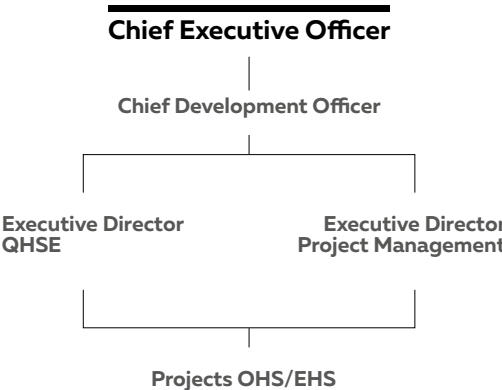 Chief Executive Officer
Chief Development Officer
Executive Director
QHSE
Executive Director
Project Management
Projects OHS/EHS